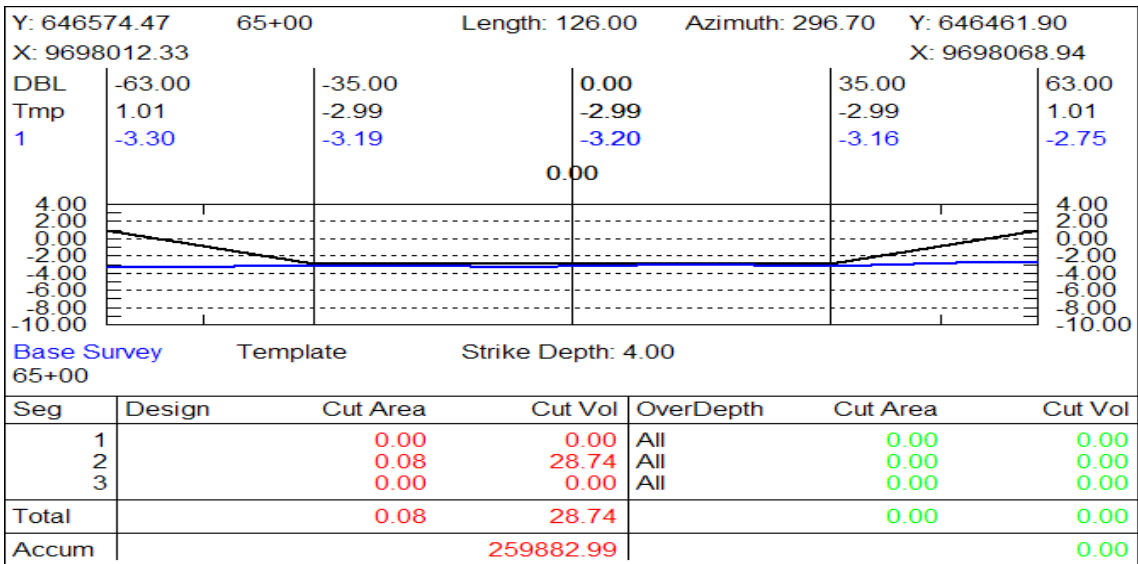 Y: 646574.47 65+00 Length: 126.00 Azimuth: 296.70 Y: 646461.90
X: 9698012.33 X: 9698068.94
DBL -63.00 -35.00 0.00 35.00 63.00
Tmp 1.01 -2.99 -2.99 -2.99 1.01
1 -3.30 -3.19 -3.20 -3.16 -2.75
0.00
4.00 4.00
2.00 2.00
0.00 0.00
-2.00 -2.00
-4.00 -4.00
-6.00 -6.00
-8.00 -8.00
-10.00 -10.00
Base Survey Template Strike Depth: 4.00
65+00
Seg Design Cut Area Cut Vol OverDepth Cut Area Cut Vol
1 0.00 0.00 All 0.00 0.00
2 0.08 28.74 All 0.00 0.00
3 0.00 0.00 All 0.00 0.00
Total 0.08 28.74 0.00 0.00
Accum 259882.99 0.00